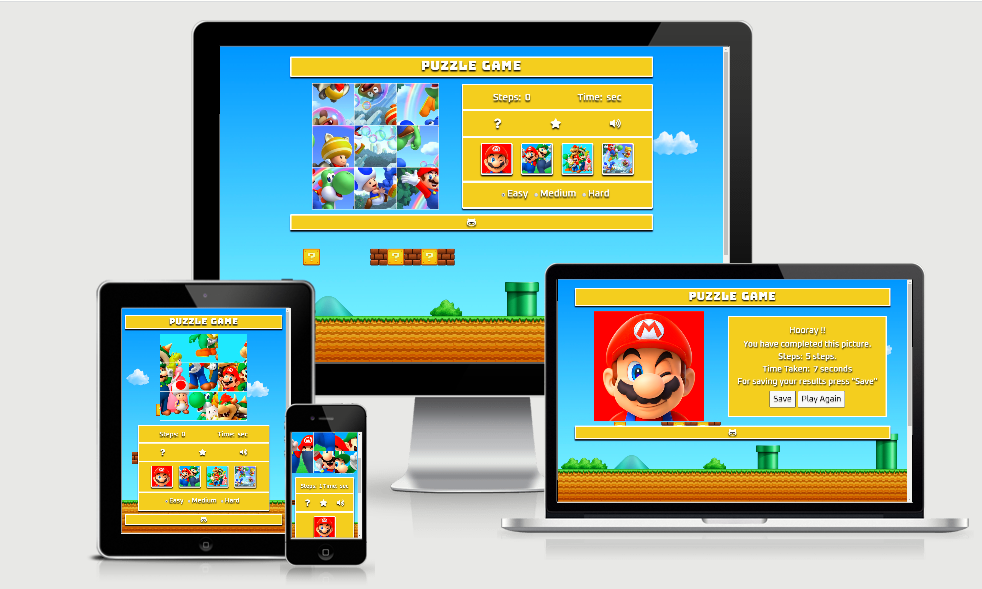 PUZZLE GAME
Steps: 0 Time: sec
?
Easy Medium Hard
? ? ?
PUZZLE GAME
Hooray !!
You have completed this picture.
Steps: 5 steps.
Time Taken: 7 seconds
For saving your results press "Save"
Save Play Again
M
PUZZLE GAME
Steps: 0 Time: sec
?
Easy Medium Hard
Steps Time: sec
?